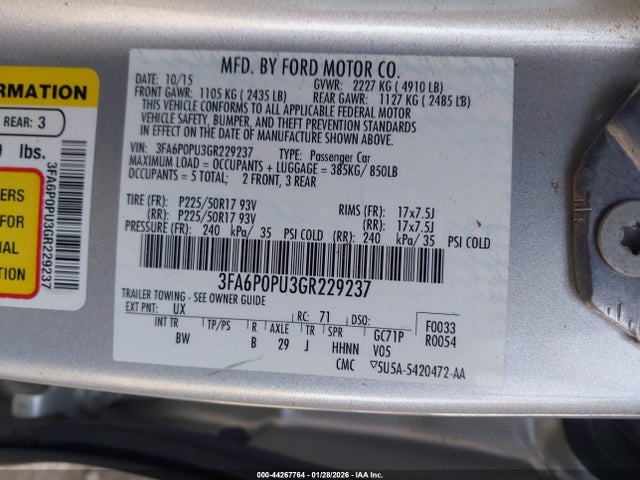 MFD. BY FORD MOTOR CO.
DATE: 10/15 GVWR: 2227 KG ( 4910 LB)
FRONT GAWR: 1105 KG ( 2435 LB) REAR GAWR: 1127 KG ( 2485 LB)
THIS VEHICLE CONFORMS TO ALL APPLICABLE FEDERAL MOTOR
VEHICLE SAFETY, BUMPER, AND THEFT PREVENTION STANDARDS
IN EFFECT ON THE DATE OF MANUFACTURE SHOWN ABOVE.
VIN: 3FA6P0PU3GR229237 TYPE: Passenger Car
MAXIMUM LOAD = OCCUPANTS + LUGGAGE = 385KG/ 850LB
OCCUPANTS = 5 TOTAL; 2 FRONT, 3 REAR
TIRE (FR): P225/50R17 93V RIMS (FR): 17x7.5J
(RR): P225/50R17 93V (RR): 17x7.5J
PRESSURE (FR): 240 kPa/ 35 PSI COLD (RR): 240 kPa/ 35 PSI COLD
3FA6P0PU3GR229237
TRAILER TOWING - SEE OWNER GUIDE
EXT PNT: UX RC: 71 DSO: F0033
INT TR TP/PS R AXLE TR SPR GC71P R0054
BW B 29 J HHNN V05
CMC ▽5U5A-5420472-AA
ORMATION
REAR: 3
lbs.
ERS
FOR
IAL
ION
3FA6P0PU3GR229237
000-44267764 | 01/28/2026 - IAA Inc.